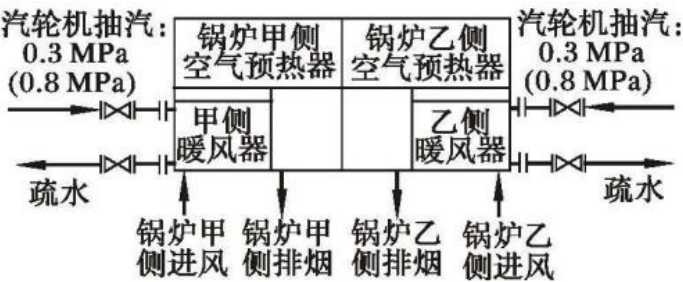 汽轮机抽汽:
0.3 MPa
(0.8 MPa)
锅炉甲侧
空气预热器
锅炉乙侧
空气预热器
汽轮机抽汽:
0.3 MPa
(0.8 MPa)
甲侧
暖风器
乙侧
暖风器
疏水
疏水
锅炉甲
侧进风
锅炉甲
侧排烟
锅炉乙
侧排烟
锅炉乙
侧进风